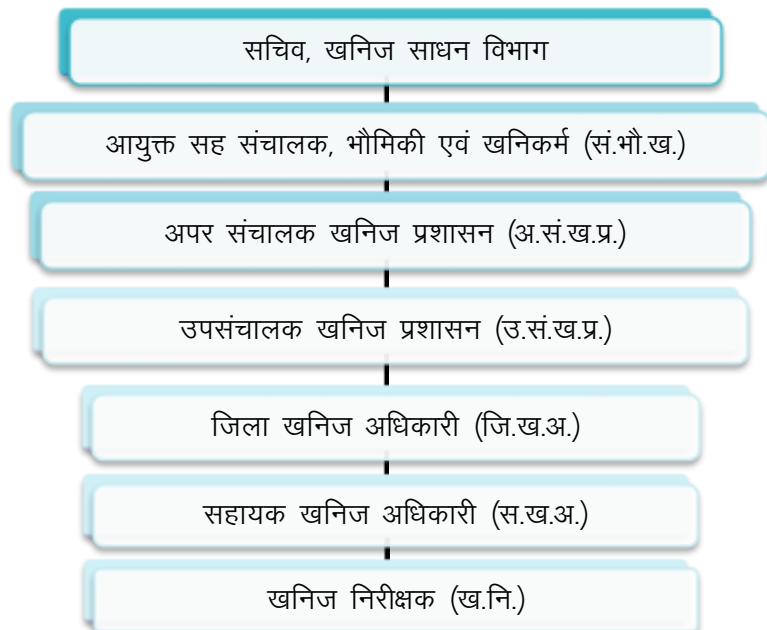 सचिव, खनिज साधन विभाग
आयुक्त सह संचालक, भौमिकी एवं खनिकर्म (सं.भौ.ख.)
अपर संचालक खनिज प्रशासन (अ.सं.ख.प्र.)
उपसंचालक खनिज प्रशासन (उ.सं.ख.प्र.)
जिला खनिज अधिकारी (जि.ख.अ.)
सहायक खनिज अधिकारी (स.ख.अ.)
खनिज निरीक्षक (ख.नि.)